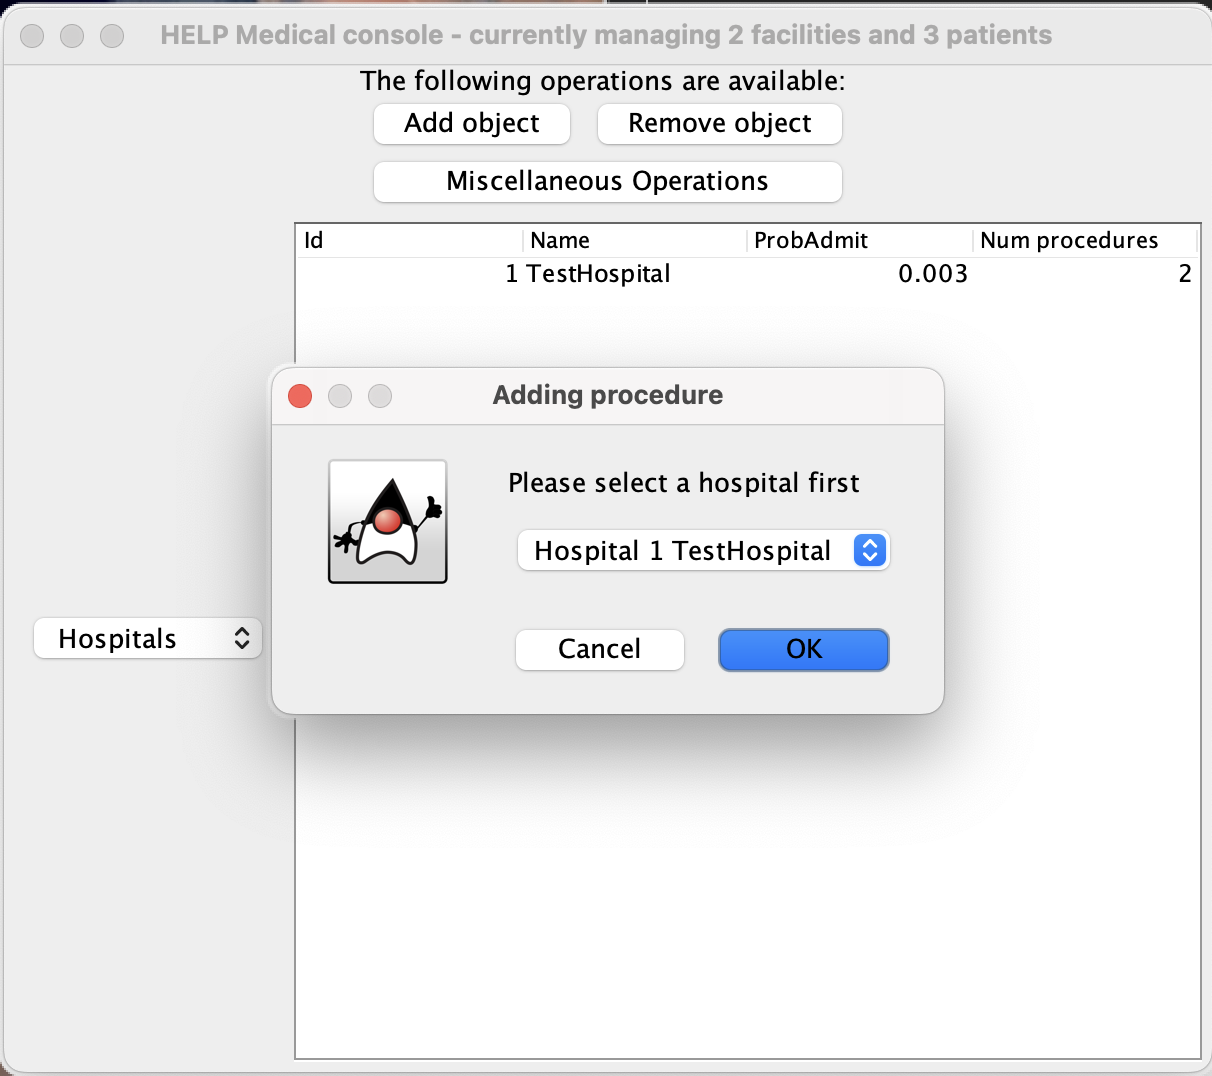 HELP Medical console - currently managing 2 facilities and 3 patients
The following operations are available:
Add object Remove object
Miscellaneous Operations
Id Name ProbAdmit Num procedures
1 TestHospital 0.003 2
Adding procedure
Please select a hospital first
Hospital 1 TestHospital
Hospitals
Cancel OK